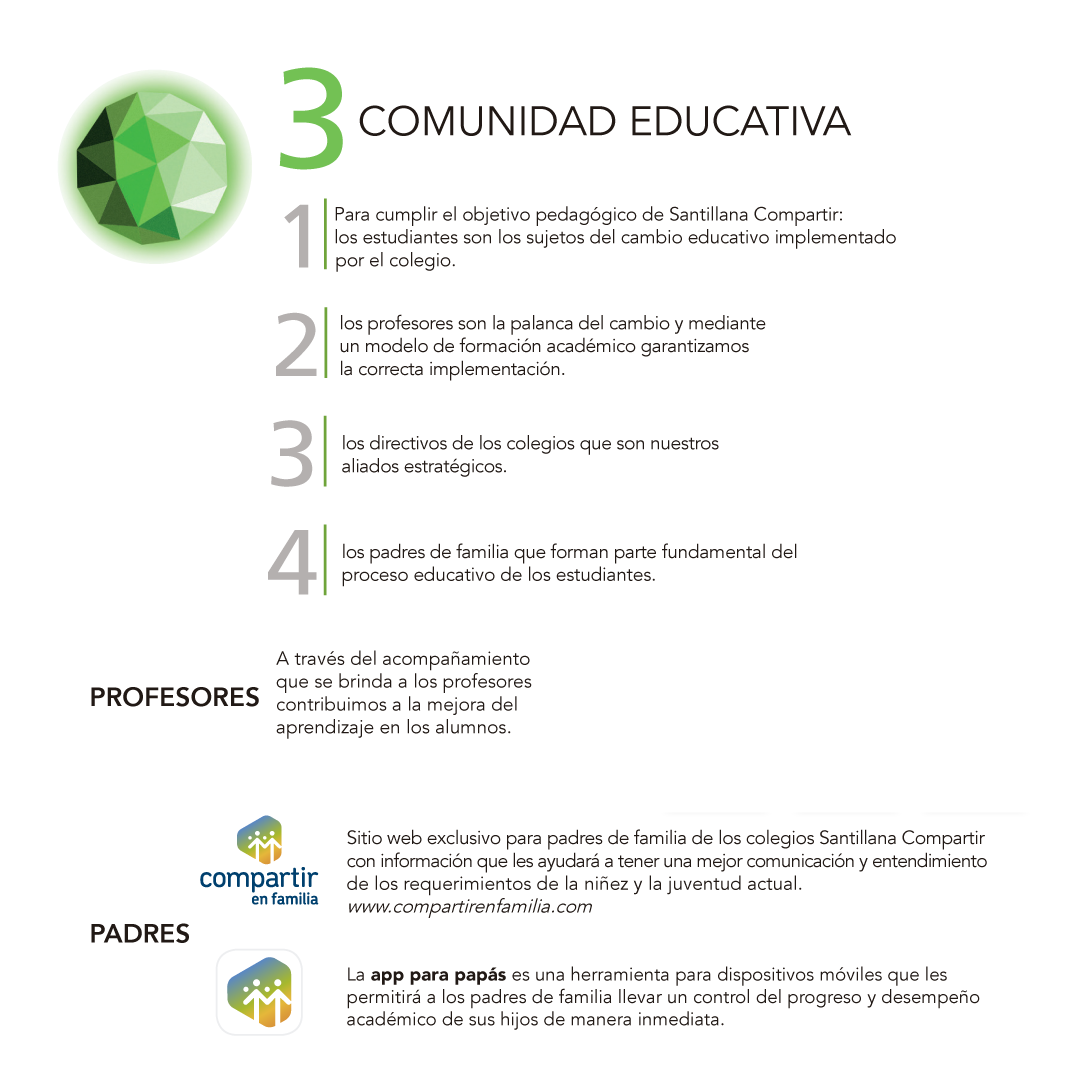 3 COMUNIDAD EDUCATIVA
1
Para cumplir el objetivo pedagógico de Santillana Compartir:
los estudiantes son los sujetos del cambio educativo implementado
por el colegio.
2
los profesores son la palanca del cambio y mediante
un modelo de formación académico garantizamos
la correcta implementación.
3
los directivos de los colegios que son nuestros
aliados estratégicos.
4
los padres de familia que forman parte fundamental del
proceso educativo de los estudiantes.
PROFESORES
A través del acompañamiento
que se brinda a los profesores
contribuimos a la mejora del
aprendizaje en los alumnos.
PADRES
compartir
en familia
Sitio web exclusivo para padres de familia de los colegios Santillana Compartir
con información que les ayudará a tener una mejor comunicación y entendimiento
de los requerimientos de la niñez y la juventud actual.
www.compartirenfamilia.com
La app para papás es una herramienta para dispositivos móviles que les
permitirá a los padres de familia llevar un control del progreso y desempeño
académico de sus hijos de manera inmediata.